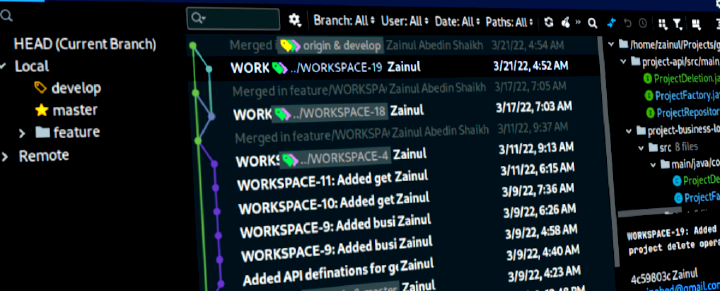 Branch: All User: All Date: All Paths: All
HEAD (Current Branch)
Local
develop
master
feature
Remote
Merged in origin & develop Zainul Abedin Shaikh 3/21/22, 4:54 AM
WORK ../WORKSPACE-19 Zainul 3/21/22, 4:52 AM
Merged in feature/WORKSPA Zainul Abedin Shaikh 3/17/22, 7:05 AM
WORK ../WORKSPACE-18 Zainul 3/17/22, 7:03 AM
Merged in feature/WORKSPA Zainul Abedin Shaikh 3/11/22, 9:37 AM
WORKS ../WORKSPACE-4 Zainul 3/11/22, 9:13 AM
WORKSPACE-11: Added get Zainul 3/11/22, 6:15 AM
WORKSPACE-10: Added get Zainul 3/9/22, 7:36 AM
WORKSPACE-9: Added busi Zainul 3/9/22, 6:26 AM
WORKSPACE-9: Added busi Zainul 3/9/22, 4:58 AM
Added API definations for ge Zainul 3/9/22, 4:40 AM
Zainul 3/9/22, 4:23 AM
/home/zainul/Projects/g
project-api/src/main/
ProjectDeletion.ja
ProjectFactory.ja
ProjectRepositor
project-business-lo
src 8 files
main/java/co
ProjectDe
ProjectFa
WORKSPACE-19: Added
project delete opera
4c59803c Zainul
@gmail.com